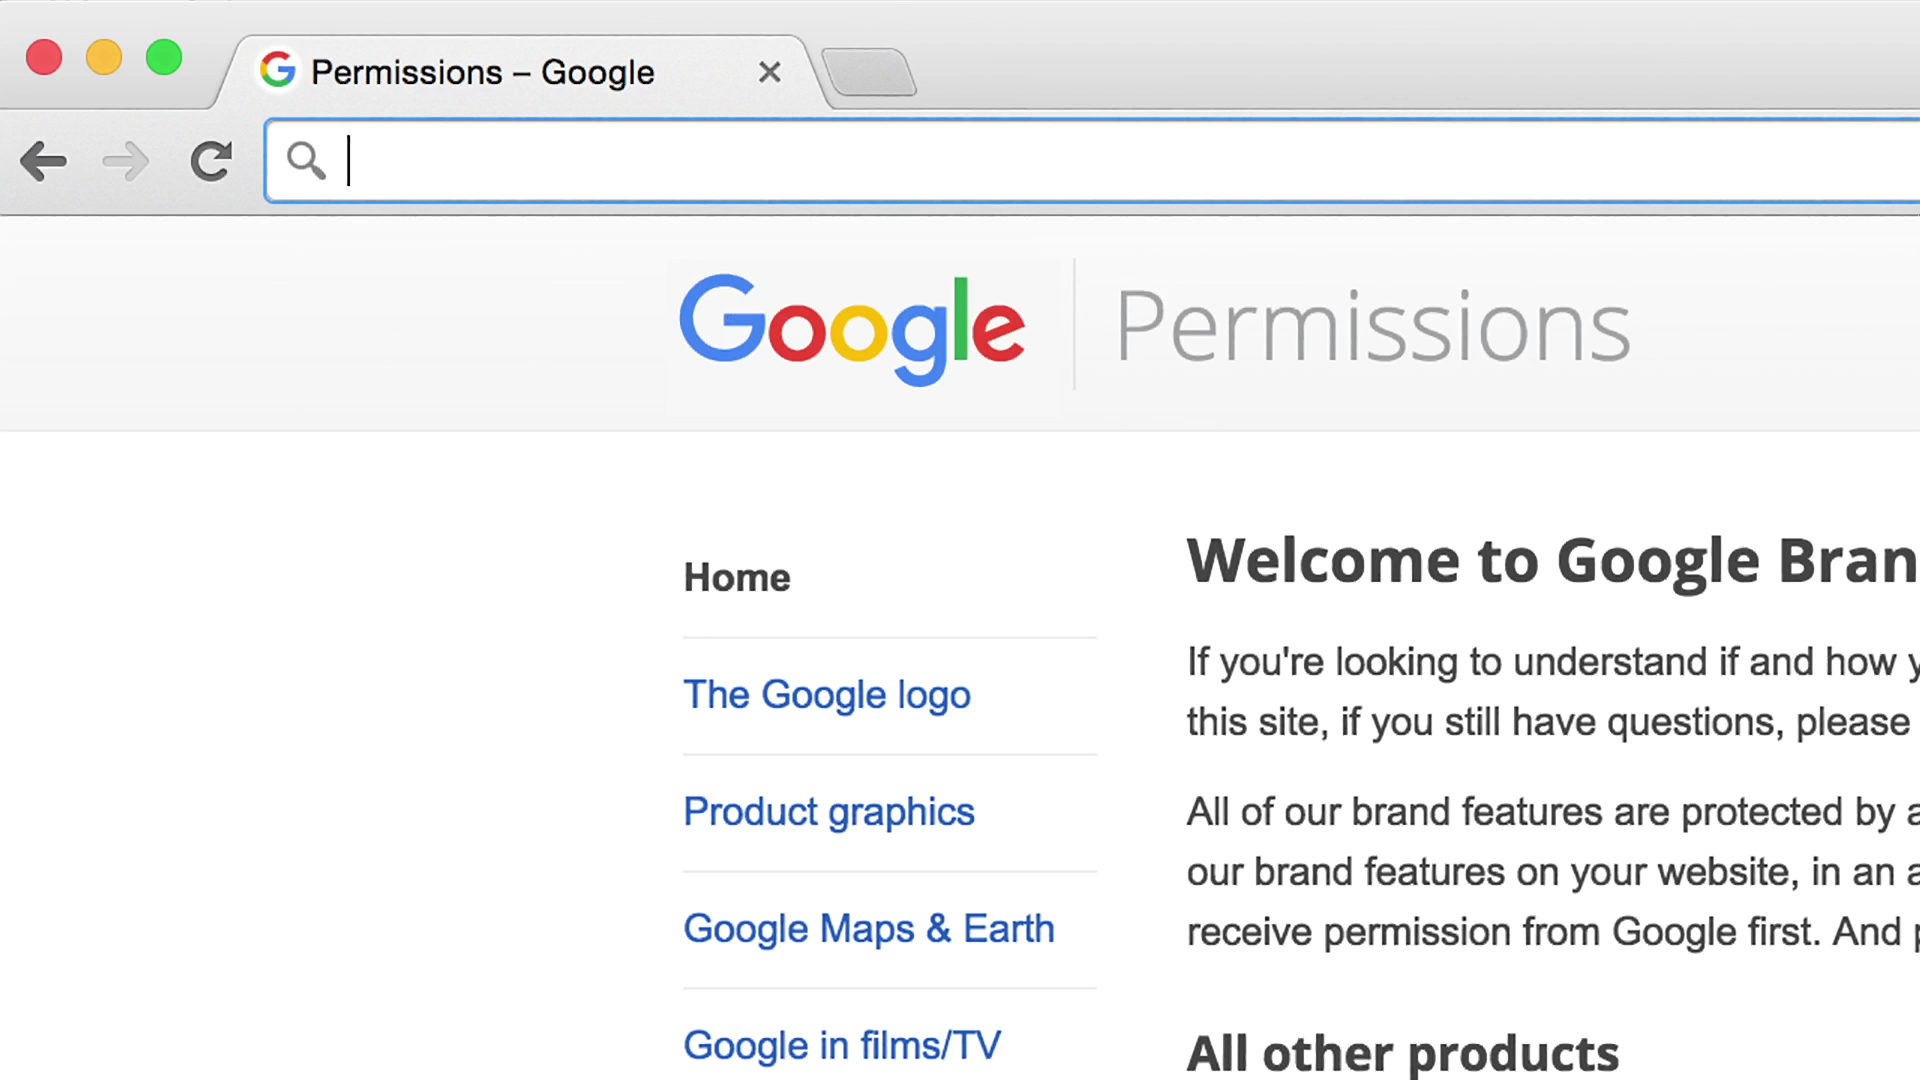 Permissions – Google
Google
Permissions
Home
The Google logo
Product graphics
Google Maps & Earth
Google in films/TV
Welcome to Google Bran
If you're looking to understand if and how
this site, if you still have questions, please
All of our brand features are protected by a
our brand features on your website, in an a
receive permission from Google first. And
All other products